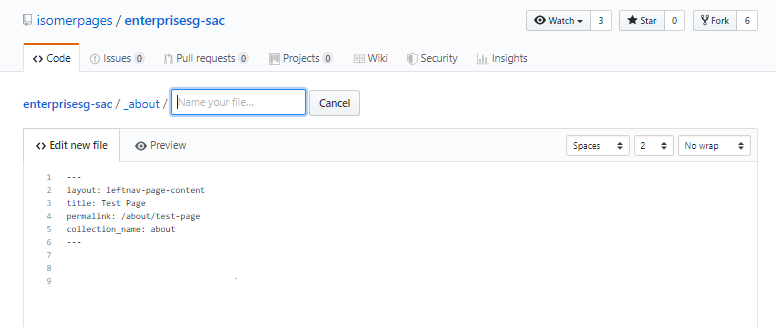 isomerpages / enterprisesg-sac
Watch 3 Star 0 Fork 6
Code Issues 0 Pull requests 0 Projects 0 Wiki Security Insights
enterprisesg-sac / _about / Name your file... Cancel
Edit new file Preview Spaces 2 No wrap
1 ---
2 layout: leftnav-page-content
3 title: Test Page
4 permalink: /about/test-page
5 collection_name: about
6 ---
7
8
9